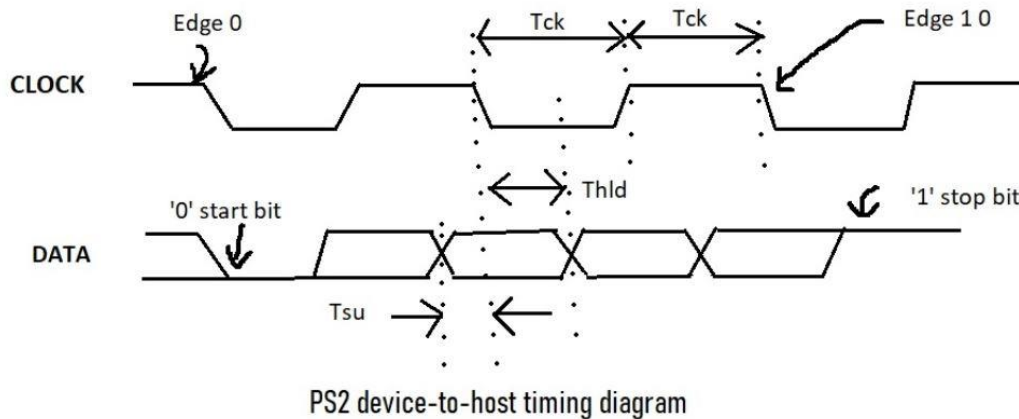 Edge 0
Tck
Tck
Edge 1 0
CLOCK
Thld
'0' start bit
'1' stop bit
DATA
Tsu
PS2 device-to-host timing diagram